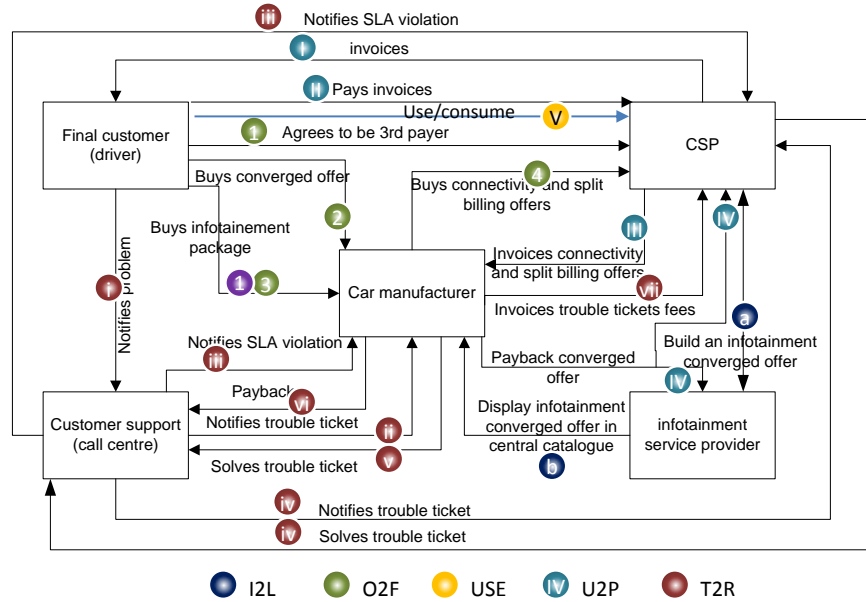 iii Notifies SLA violation
I invoices
II Pays invoices
Use/consume V
1 Agrees to be 3rd payer
Final customer
(driver)
CSP
Buys converged offer
4
Buys connectivity and split
billing offers
2
III
IV
Buys infotainement
package
Invoices connectivity
and split billing offers
1 3
Car manufacturer
vii
Invoices trouble tickets fees
i
Notifies problem
a
Notifies SLA violation
iii
Build an infotainment
converged offer
Payback converged
offer
IV
Payback
vi
Customer support
(call centre)
Notifies trouble ticket
ii
Display infotainment
converged offer in
central catalogue
infotainment
service provider
Solves trouble ticket
v
b
iv
Notifies trouble ticket
iv
Solves trouble ticket
I2L O2F USE IV U2P T2R